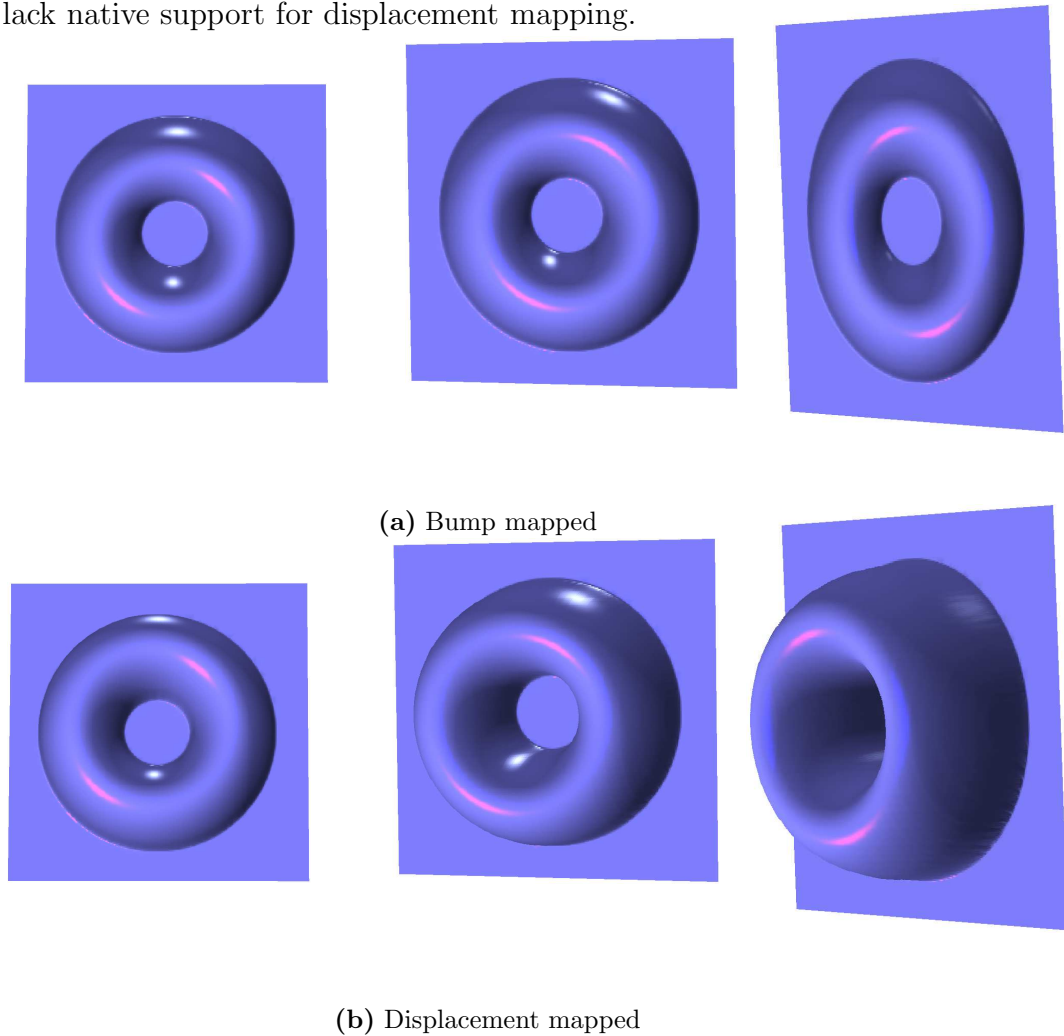 lack native support for displacement mapping.
(a) Bump mapped
(b) Displacement mapped